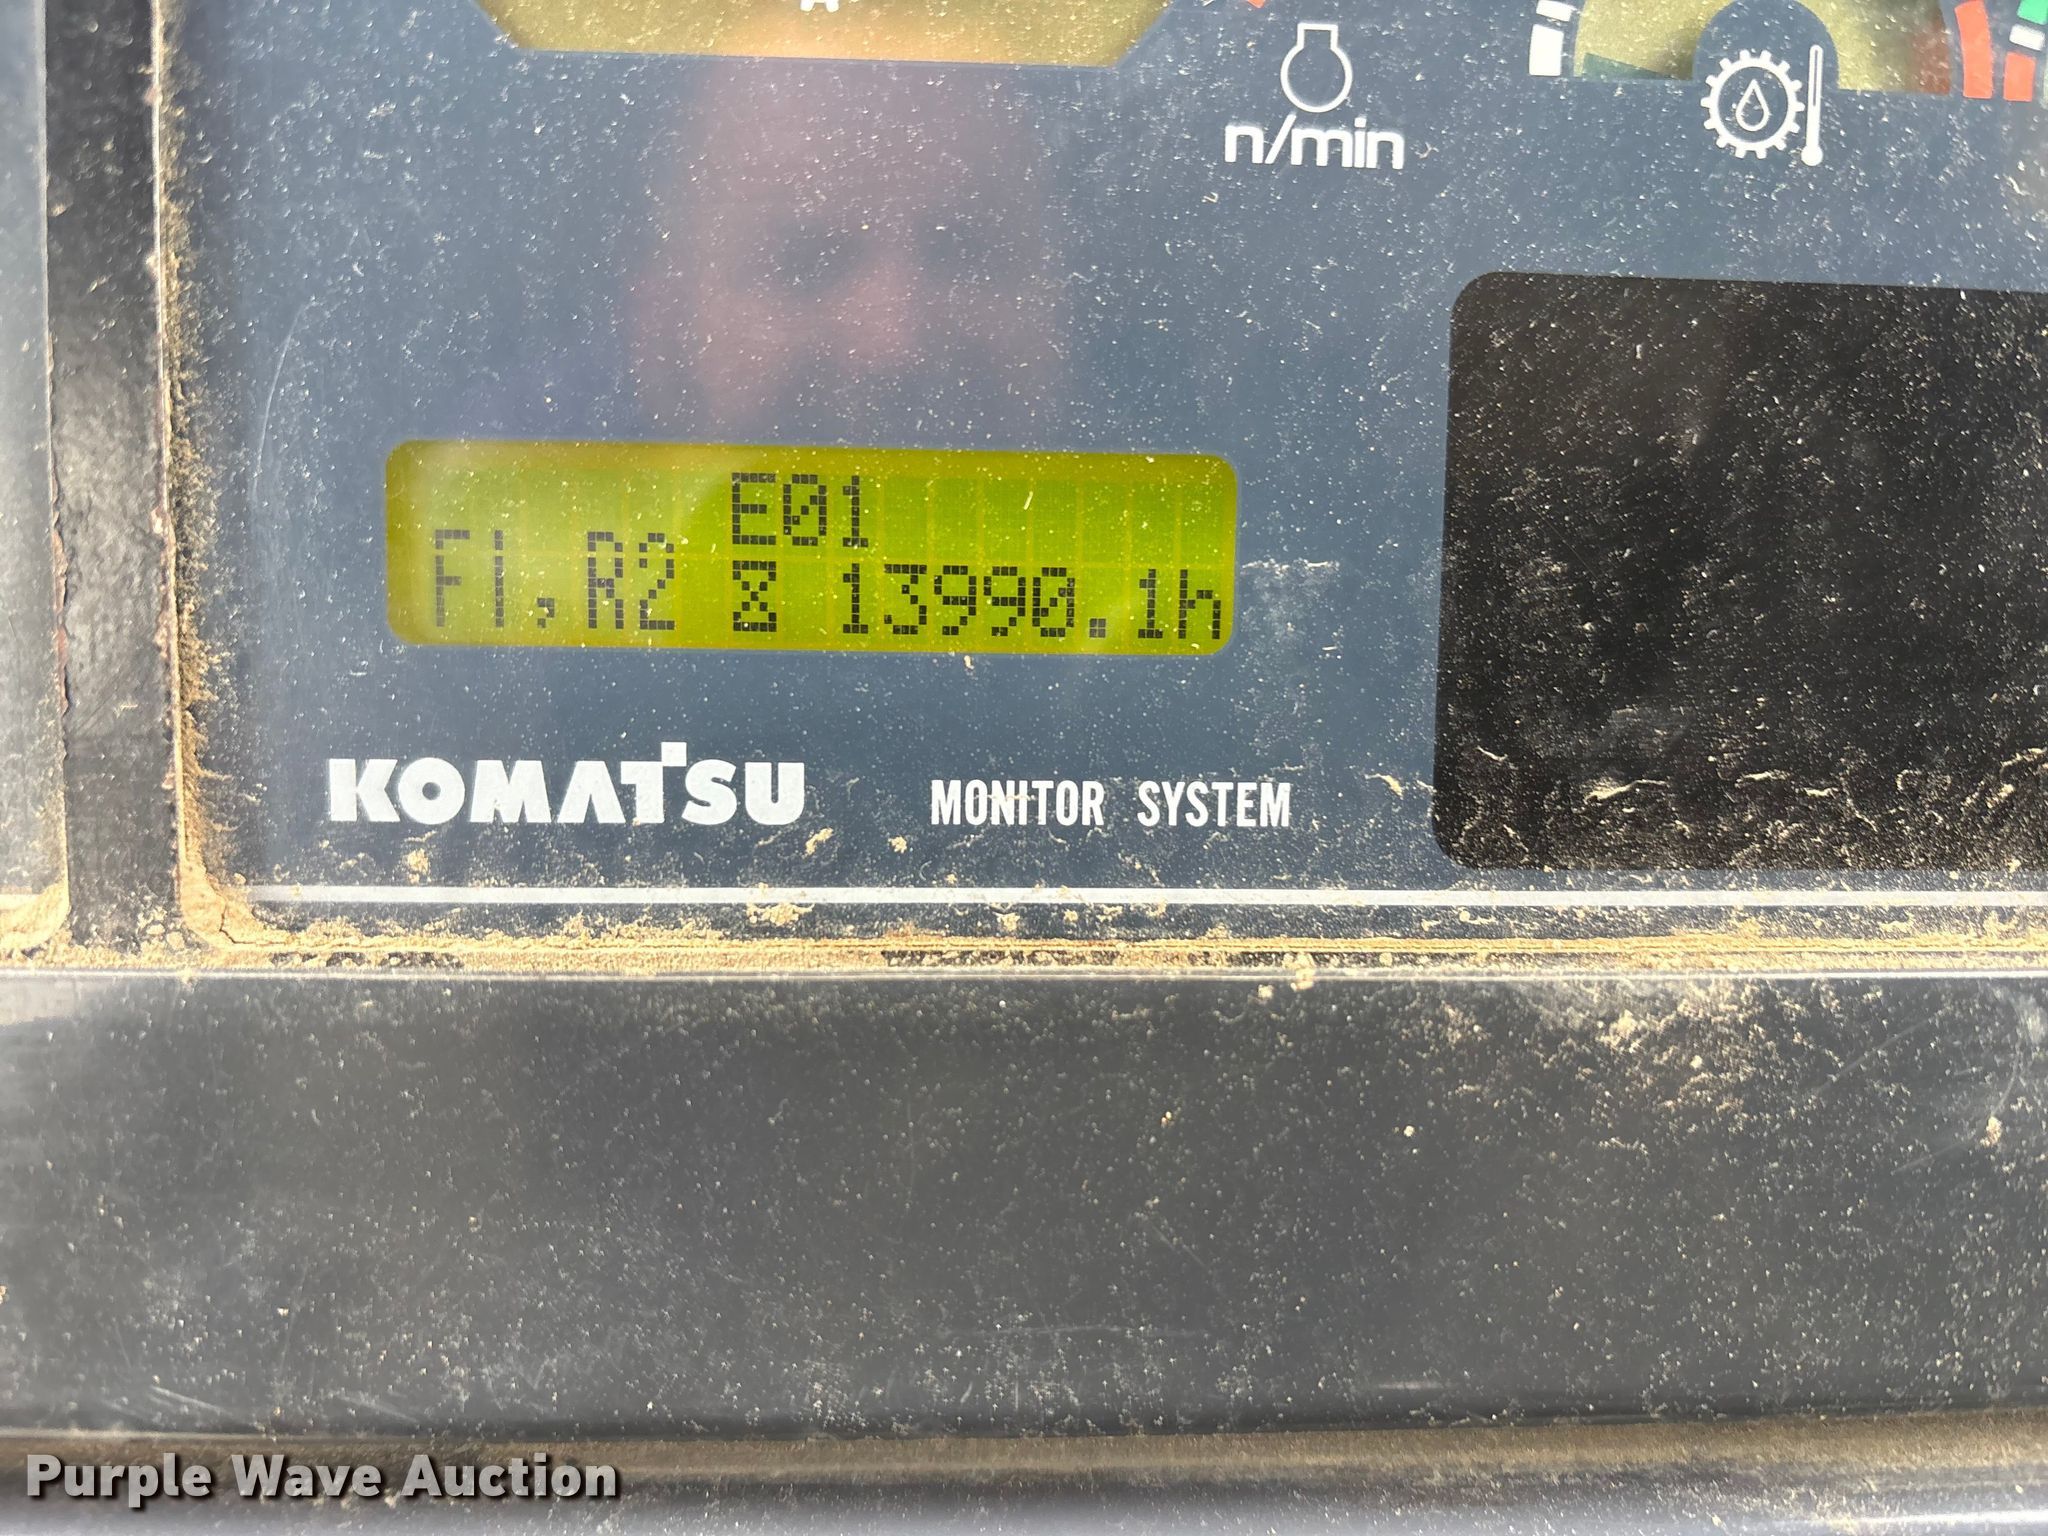 n/min
E01
F1,R2 13990.1h
KOMATSU MONITOR SYSTEM
Purple Wave Auction